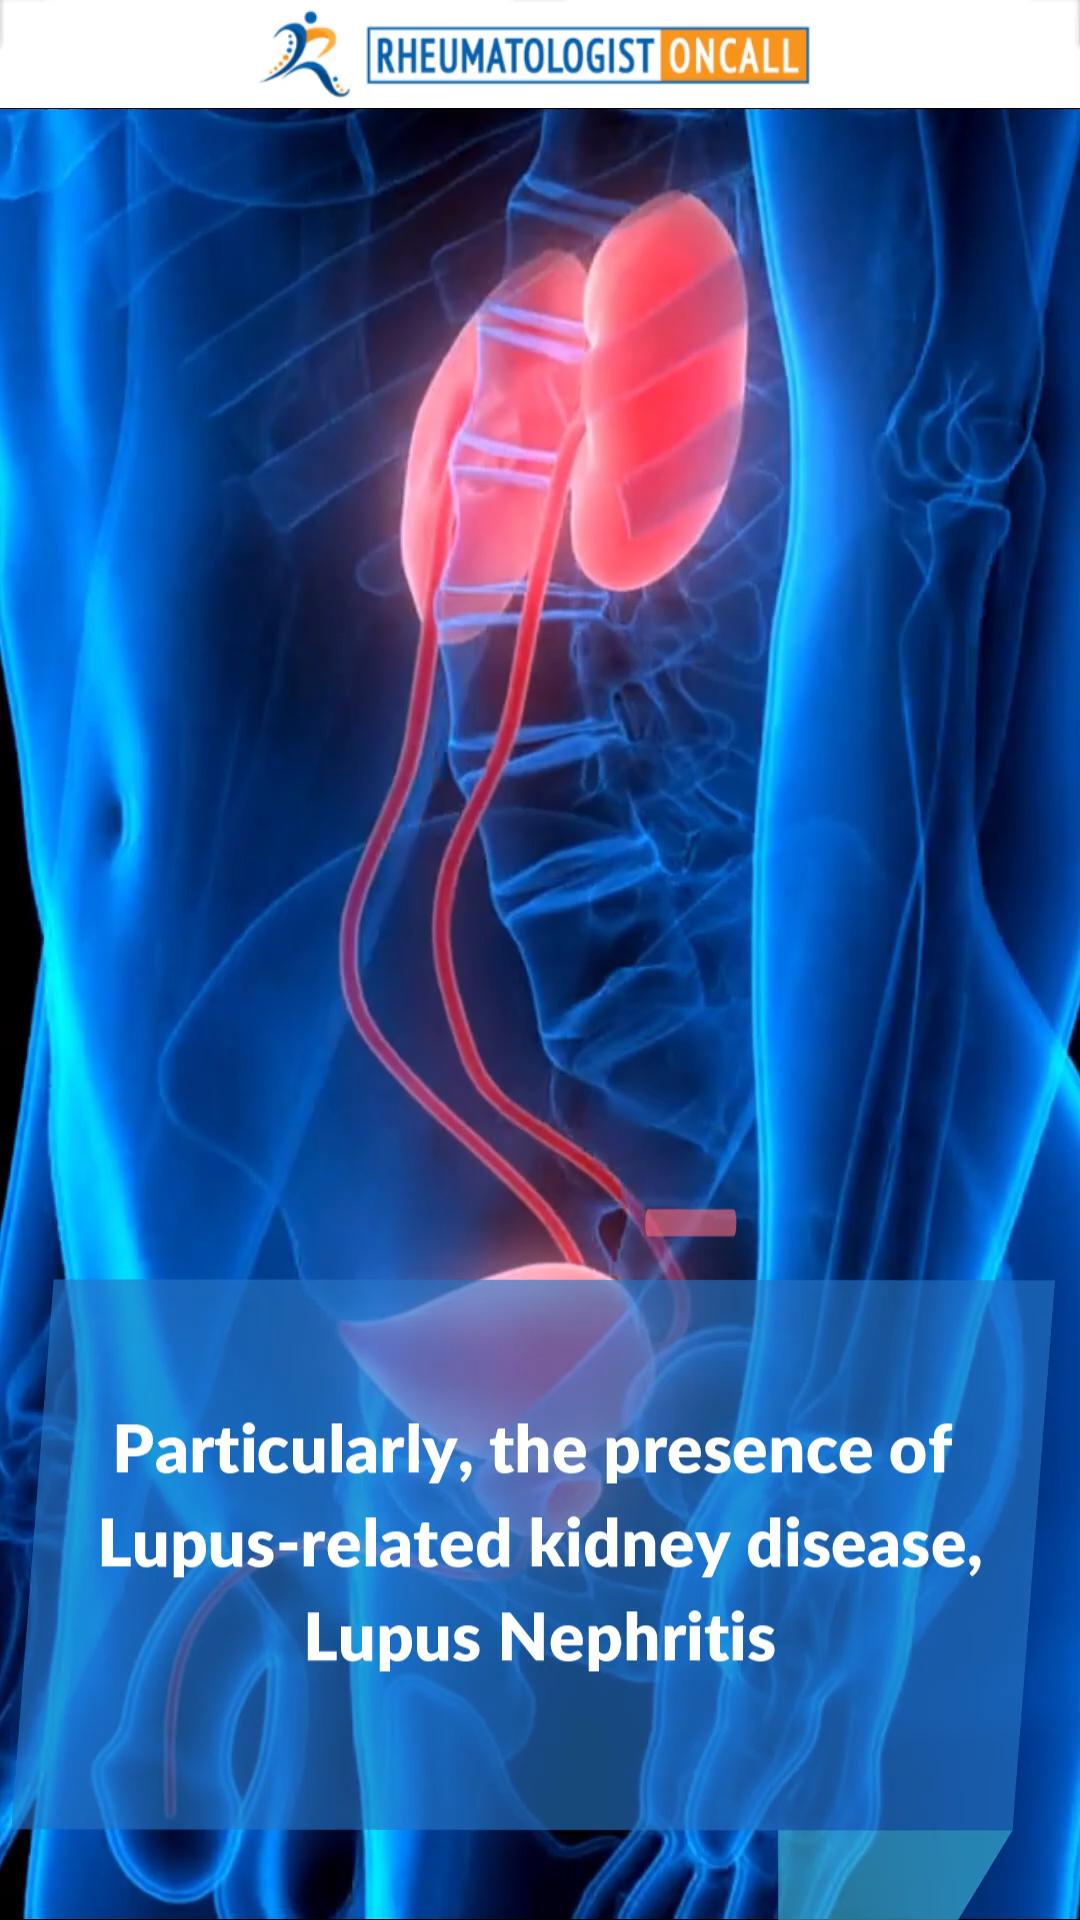 RHEUMATOLOGIST ONCALL
Particularly, the presence of
Lupus-related kidney disease,
Lupus Nephritis